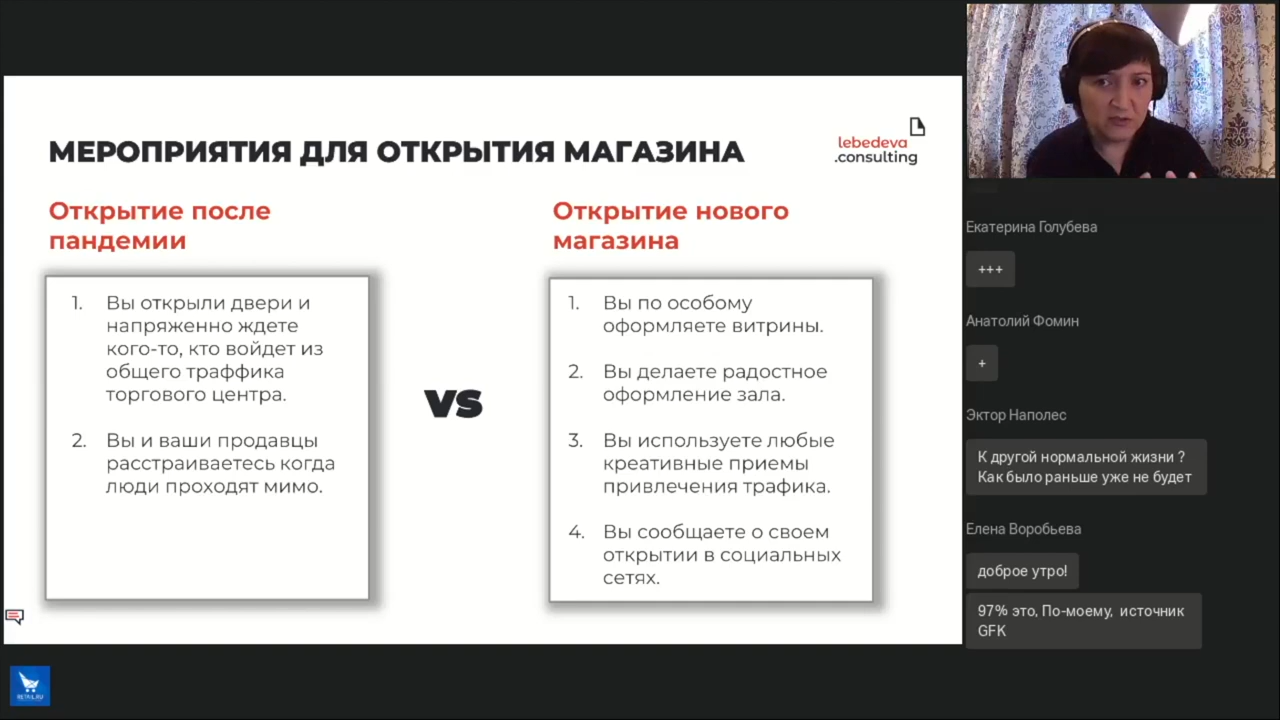 МЕРОПРИЯТИЯ ДЛЯ ОТКРЫТИЯ МАГАЗИНА
lebedeva
.consulting
Открытие после
пандемии
1. Вы открыли двери и
напряженно ждете
кого-то, кто войдет из
общего траффика
торгового центра.
2. Вы и ваши продавцы
расстраиваетесь когда
люди проходят мимо.
VS
Открытие нового
магазина
1. Вы по особому
оформляете витрины.
2. Вы делаете радостное
оформление зала.
3. Вы используете любые
креативные приемы
привлечения трафика.
4. Вы сообщаете о своем
открытии в социальных
сетях.
RETAIL.RU
Екатерина Голубева
+++
Анатолий Фомин
+
Эктор Наполес
К другой нормальной жизни ?
Как было раньше уже не будет
Елена Воробьева
доброе утро!
97% это, По-моему, источник
GFK